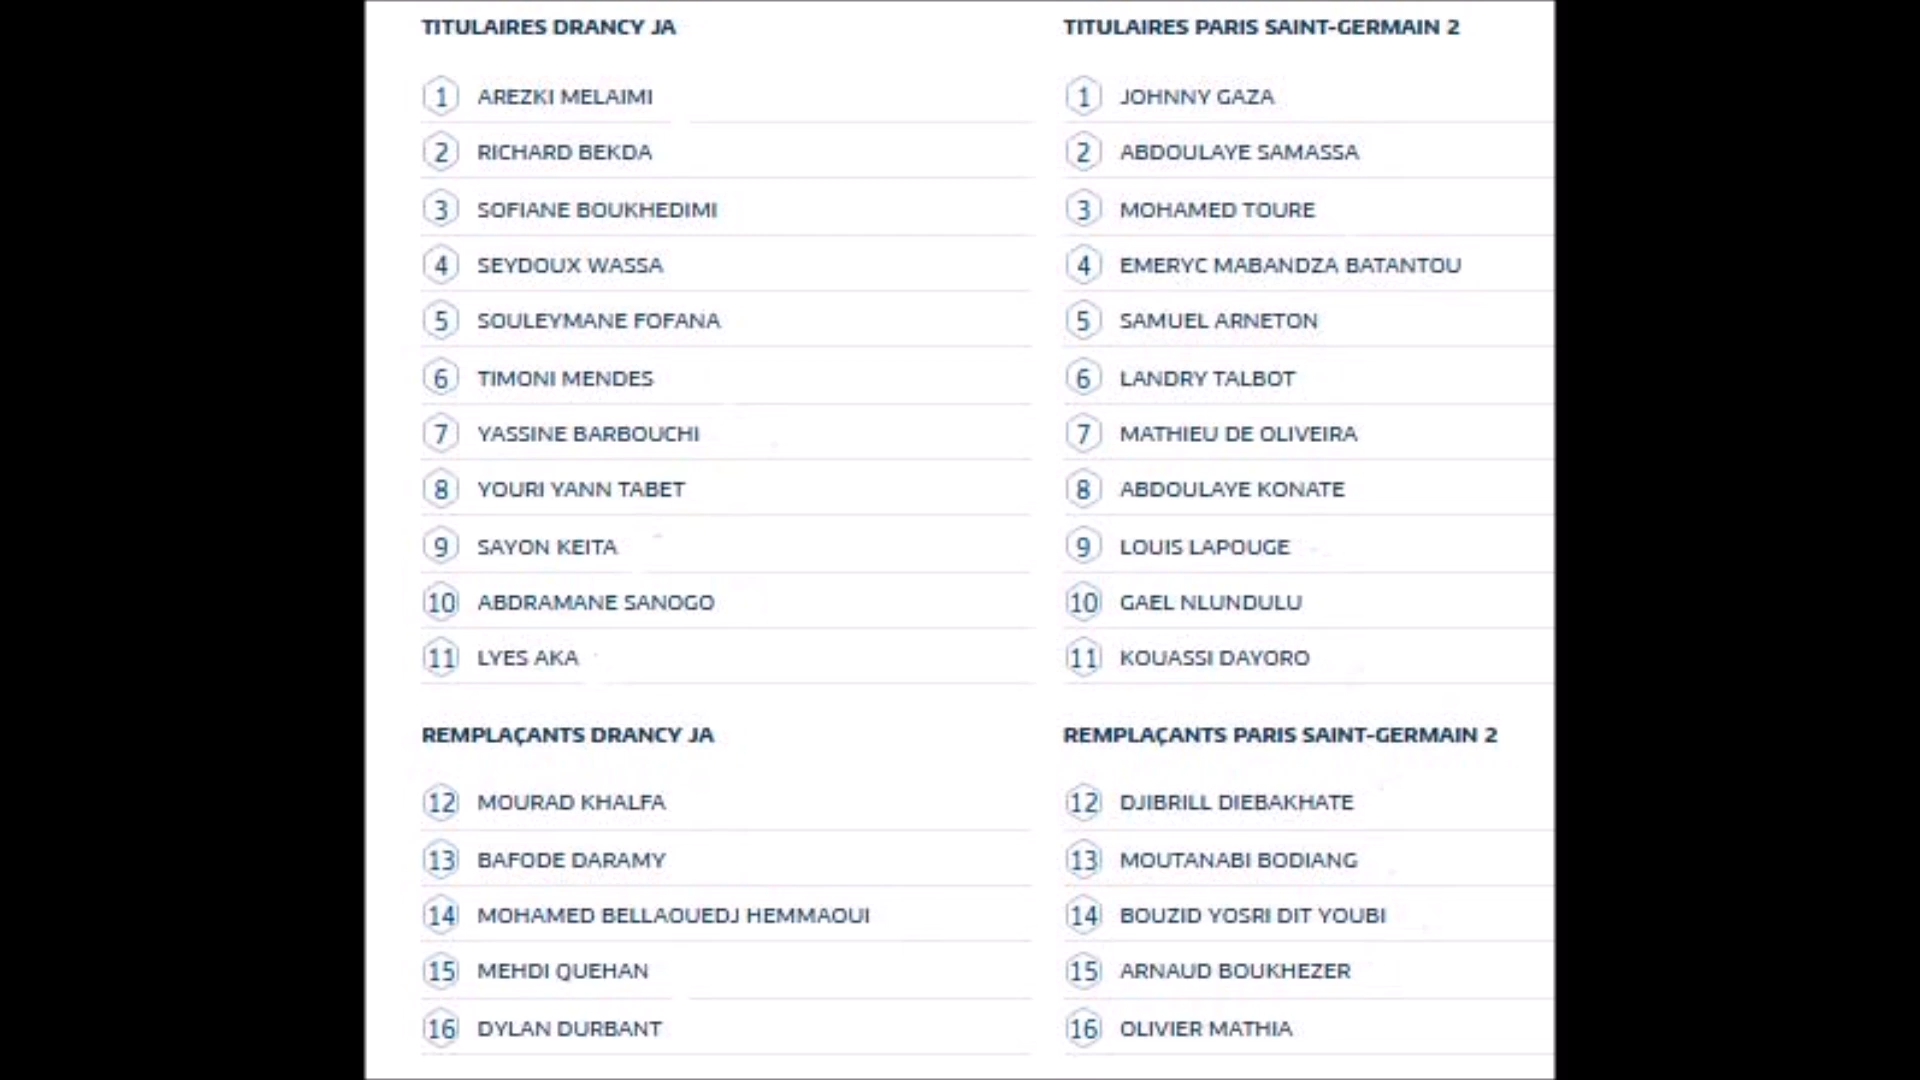 TITULAIRES DRANCY JA
1 AREZKI MELAIMI
2 RICHARD BEKDA
3 SOFIANE BOUKHEDIMI
4 SEYDOUX WASSA
5 SOULEYMANE FOFANA
6 TIMONI MENDES
7 YASSINE BARBOUCHI
8 YOURI YANN TABET
9 SAYON KEITA
10 ABDRAMANE SANOGO
11 LYES AKA
REMPLAÇANTS DRANCY JA
12 MOURAD KHALFA
13 BAFODE DARAMY
14 MOHAMED BELLAOUEDJ HEMMAOUI
15 MEHDI QUEHAN
16 DYLAN DURBANT
TITULAIRES PARIS SAINT-GERMAIN 2
1 JOHNNY GAZA
2 ABDOULAYE SAMASSA
3 MOHAMED TOURE
4 EMERYC MABANDZA BATANTOU
5 SAMUEL ARNETON
6 LANDRY TALBOT
7 MATHIEU DE OLIVEIRA
8 ABDOULAYE KONATE
9 LOUIS LAPOUGE
10 GAEL NLUNDULU
11 KOUASSI DAYORO
REMPLAÇANTS PARIS SAINT-GERMAIN 2
12 DJIBRILL DIEBAKHATE
13 MOUTANABI BODIANG
14 BOUZID YOSRI DIT YOUBI
15 ARNAUD BOUKHEZER
16 OLIVIER MATHIA